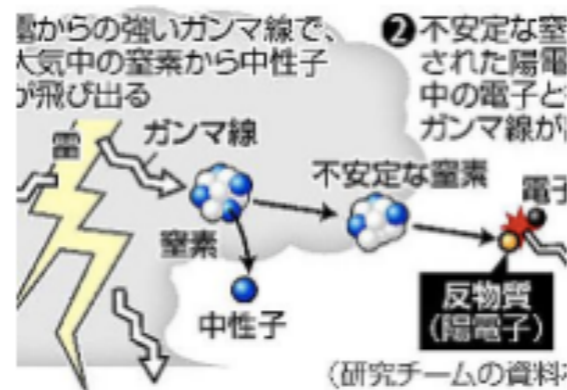 雷からの強いガンマ線で、
大気中の窒素から中性子
が飛び出る
❷不安定な窒
された陽電
中の電子と
ガンマ線が
雷
ガンマ線
不安定な窒素
電子
窒素
中性子
反物質
(陽電子)
(研究チームの資料